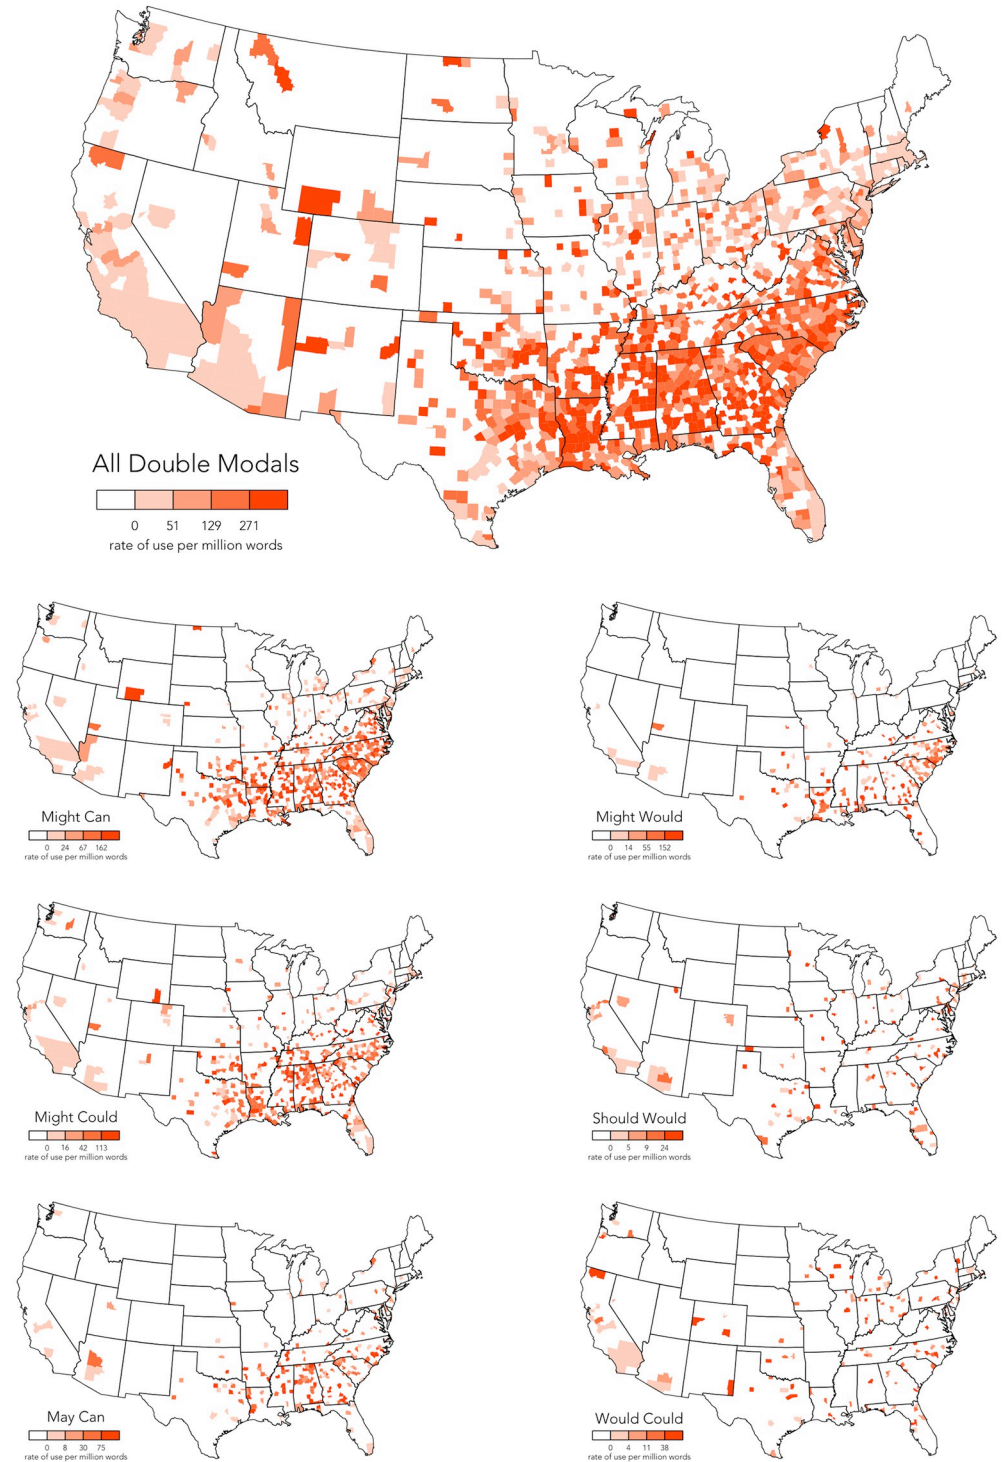 All Double Modals
0 51 129 271
rate of use per million words
Might Can
0 24 67 162
rate of use per million words
Might Would
0 14 55 152
rate of use per million words
Might Could
0 16 42 113
rate of use per million words
Should Would
0 5 9 24
rate of use per million words
May Can
0 8 30 75
rate of use per million words
Would Could
0 4 11 38
rate of use per million words